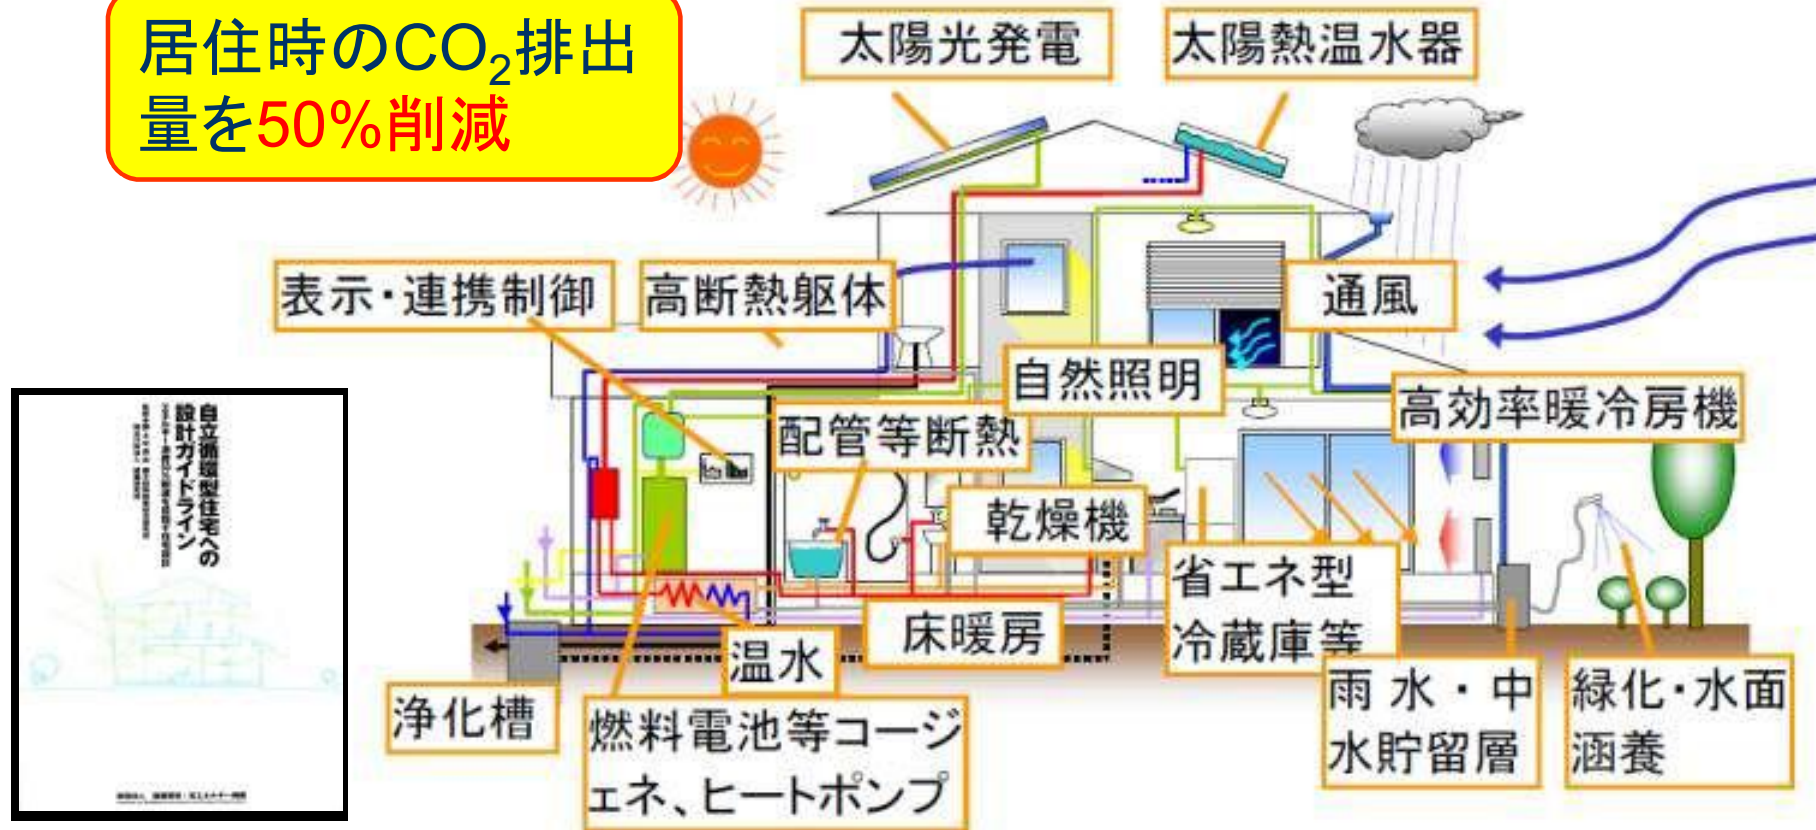 居住時のCO₂排出
量を50%削減
太陽光発電
太陽熱温水器
表示・連携制御
高断熱躯体
通風
自然照明
高効率暖冷房機
配管等断熱
乾燥機
省エネ型
冷蔵庫等
床暖房
温水
浄化槽
燃料電池等コージ
ェネ、ヒートポンプ
雨水・中
水貯留層
緑化・水面
涵養
自立循環型住宅への
設計ガイドライン